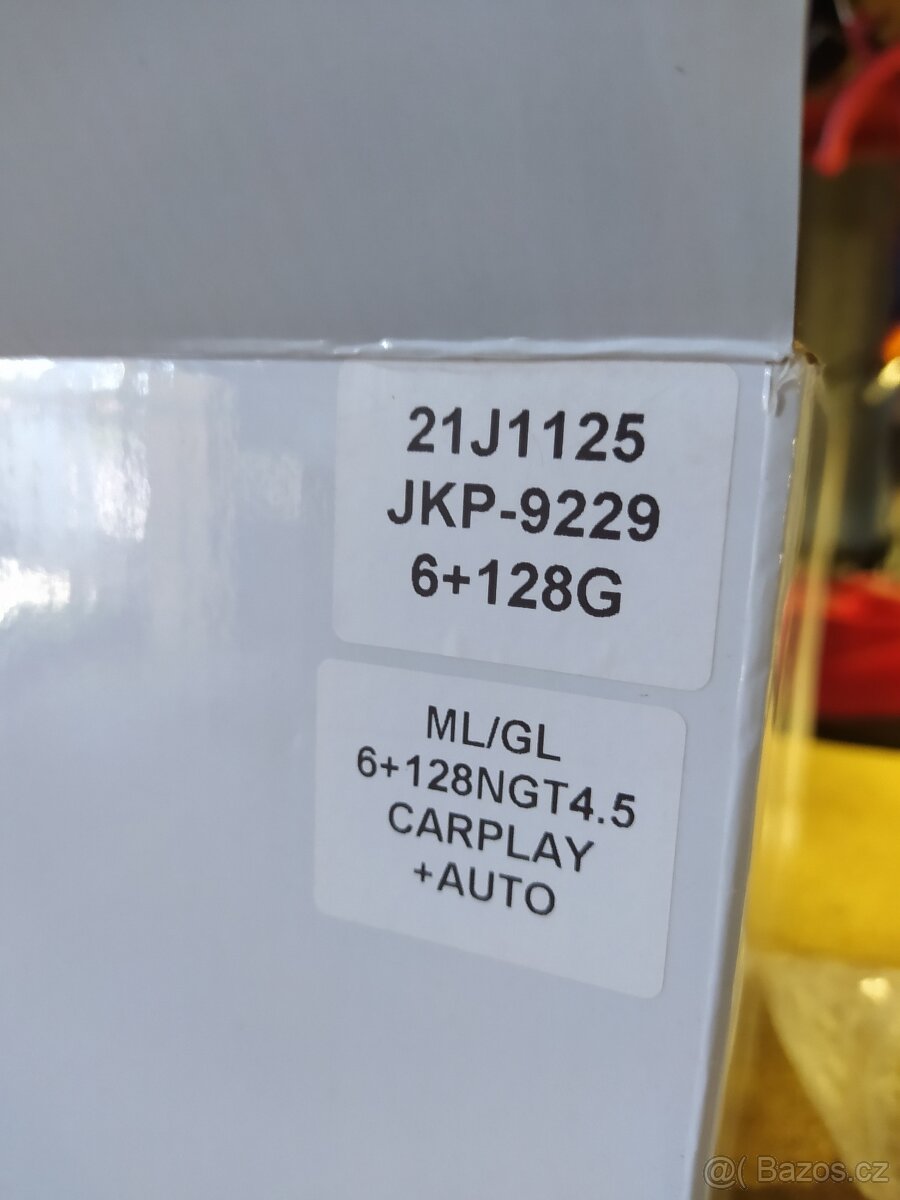 21J1125
JKP-9229
6+128G
ML/GL
6+128NGT4.5
CARPLAY
+AUTO
@( Bazos.cz